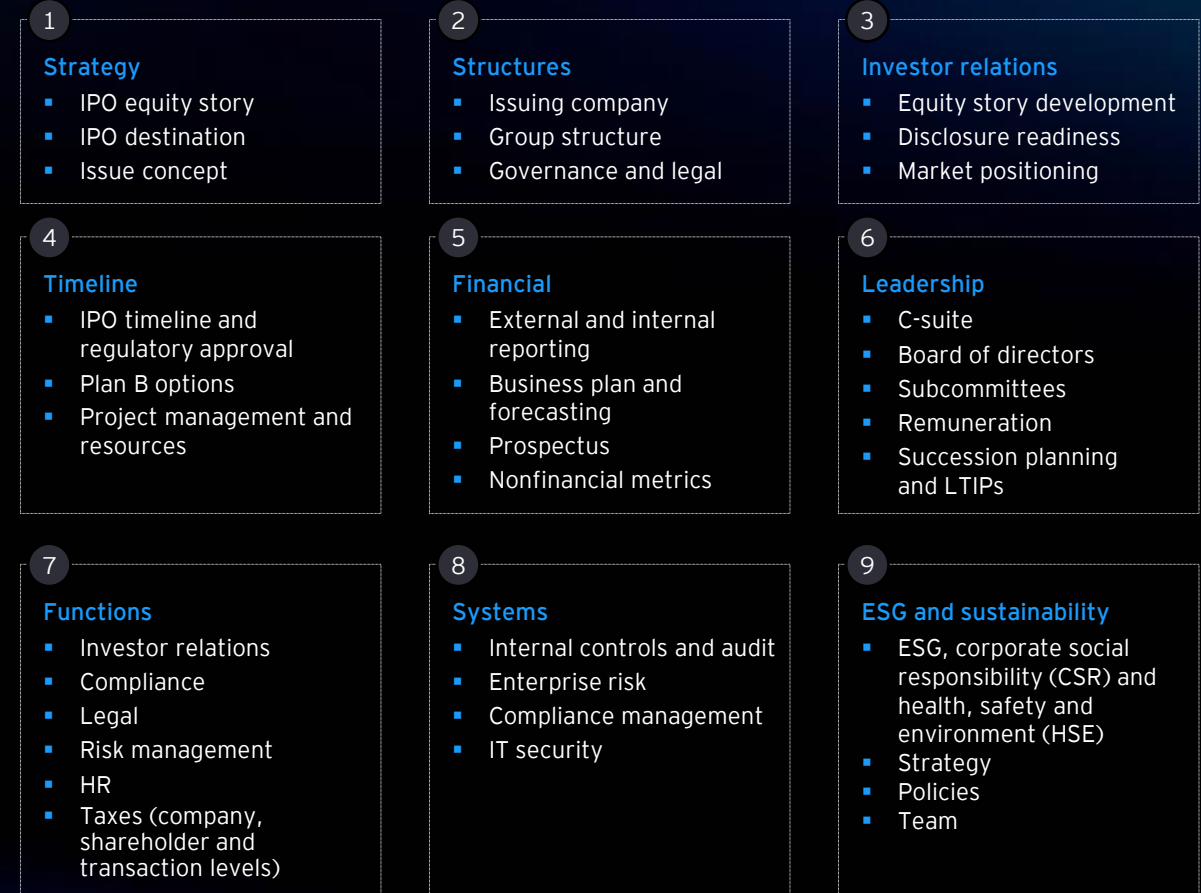 1
Strategy
▪ IPO equity story
▪ IPO destination
▪ Issue concept
2
Structures
▪ Issuing company
▪ Group structure
▪ Governance and legal
3
Investor relations
▪ Equity story development
▪ Disclosure readiness
▪ Market positioning
4
Timeline
▪ IPO timeline and
regulatory approval
▪ Plan B options
▪ Project management and
resources
5
Financial
▪ External and internal
reporting
▪ Business plan and
forecasting
▪ Prospectus
▪ Nonfinancial metrics
6
Leadership
▪ C-suite
▪ Board of directors
▪ Subcommittees
▪ Remuneration
▪ Succession planning
and LTIPs
7
Functions
▪ Investor relations
▪ Compliance
▪ Legal
▪ Risk management
▪ HR
▪ Taxes (company,
shareholder and
transaction levels)
8
Systems
▪ Internal controls and audit
▪ Enterprise risk
▪ Compliance management
▪ IT security
9
ESG and sustainability
▪ ESG, corporate social
responsibility (CSR) and
health, safety and
environment (HSE)
▪ Strategy
▪ Policies
▪ Team